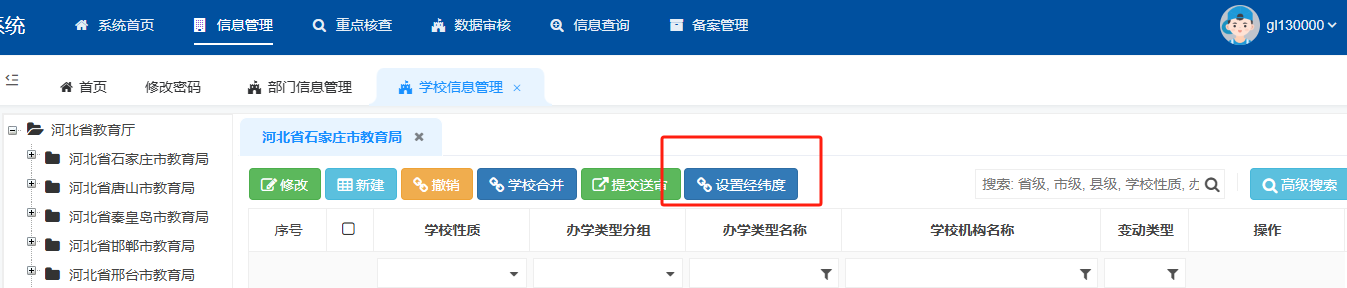 系统 系统首页 信息管理 重点核查 数据审核 信息查询 备案管理 gl130000
首页 修改密码 部门信息管理 学校信息管理 ×
河北省教育厅
河北省石家庄市教育局
河北省唐山市教育局
河北省秦皇岛市教育局
河北省邯郸市教育局
河北省邢台市教育局
河北省石家庄市教育局 ×
修改 新建 撤销 学校合并 提交送审 设置经纬度 搜索: 省级, 市级, 县级, 学校性质, 办 高级搜索
序号 学校性质 办学类型分组 办学类型名称 学校机构名称 变动类型 操作